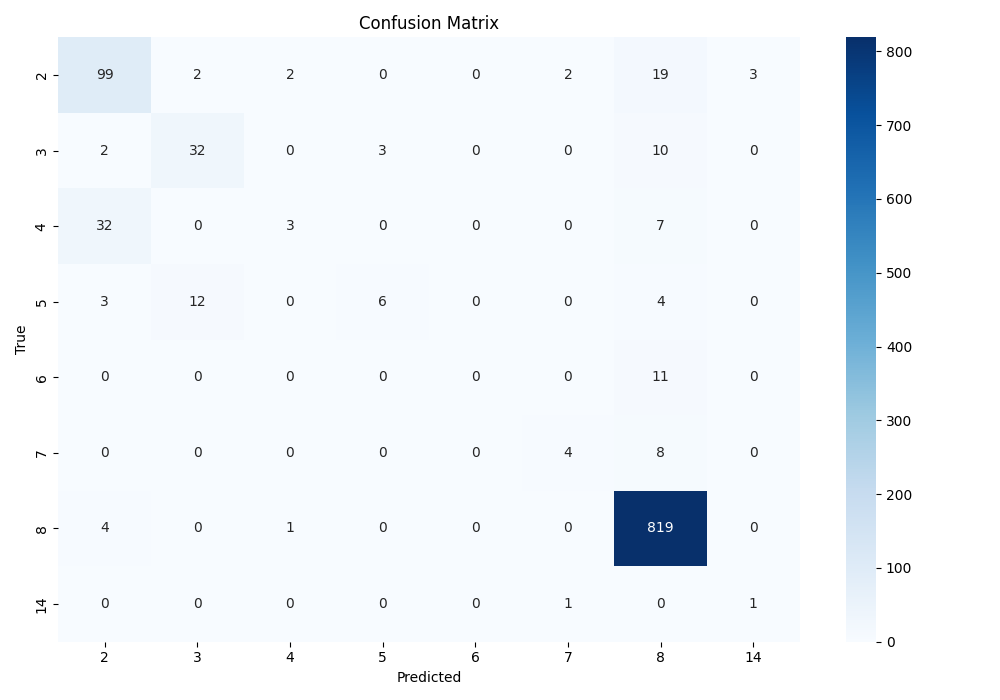 Confusion Matrix
2 99 2 2 0 0 2 19 3
3 2 32 0 3 0 0 10 0
4 32 0 3 0 0 0 7 0
5 3 12 0 6 0 0 4 0
6 0 0 0 0 0 0 11 0
7 0 0 0 0 0 4 8 0
8 4 0 1 0 0 0 819 0
14 0 0 0 0 0 1 0 1
2 3 4 5 6 7 8 14
Predicted
True
800
700
600
500
400
300
200
100
0